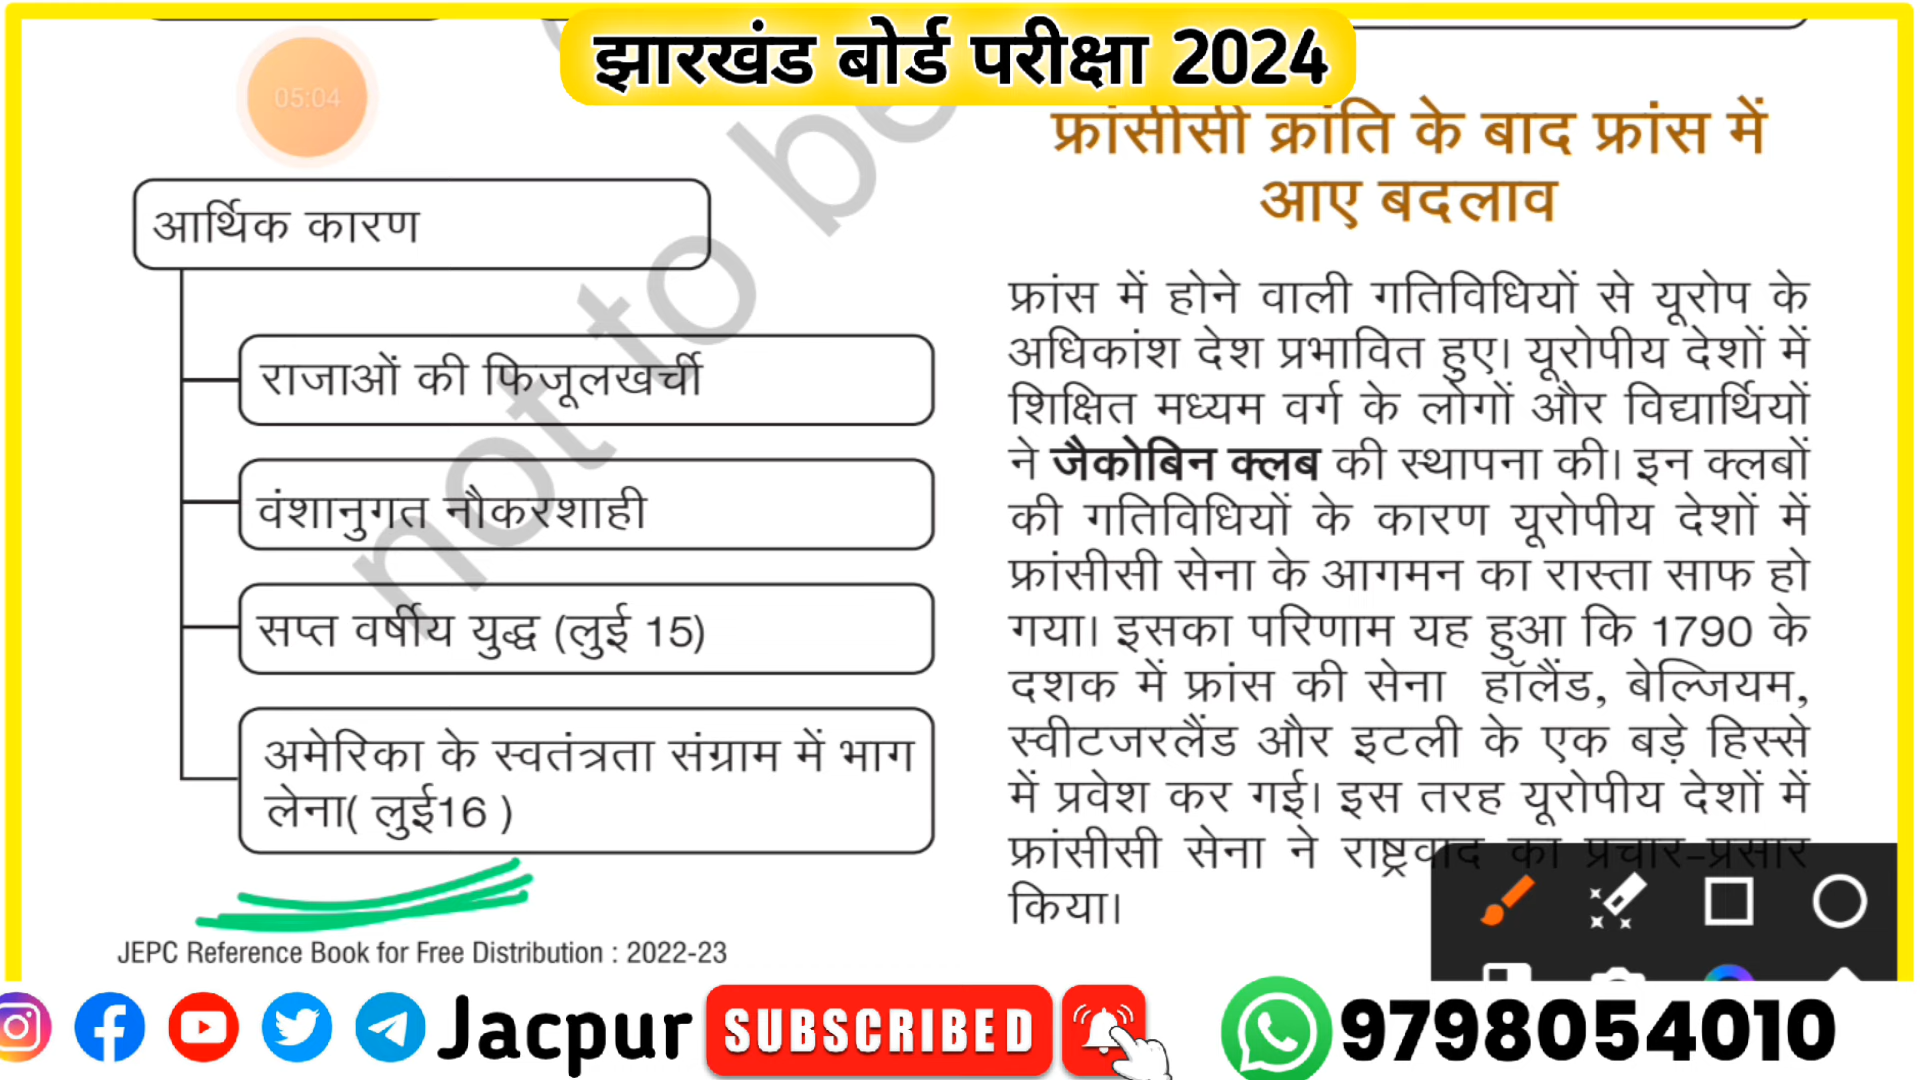 झारखंड बोर्ड परीक्षा 2024
05:04
आर्थिक कारण
राजाओं की फिजूलखर्ची
वंशानुगत नौकरशाही
सप्त वर्षीय युद्ध (लुई 15)
अमेरिका के स्वतंत्रता संग्राम में भाग
लेना( लुई16 )
JEPC Reference Book for Free Distribution : 2022-23
not to be
फ्रांसीसी क्रांति के बाद फ्रांस में
आए बदलाव
फ्रांस में होने वाली गतिविधियों से यूरोप के
अधिकांश देश प्रभावित हुए। यूरोपीय देशों में
शिक्षित मध्यम वर्ग के लोगों और विद्यार्थियों
ने जैकोबिन क्लब की स्थापना की। इन क्लबों
की गतिविधियों के कारण यूरोपीय देशों में
फ्रांसीसी सेना के आगमन का रास्ता साफ हो
गया। इसका परिणाम यह हुआ कि 1790 के
दशक में फ्रांस की सेना हॉलैंड, बेल्जियम,
स्वीटजरलैंड और इटली के एक बड़े हिस्से
में प्रवेश कर गई। इस तरह यूरोपीय देशों में
फ्रांसीसी सेना ने राष्ट्रवाद का प्रचार-प्रसार
किया।
Jacpur
SUBSCRIBED
9798054010